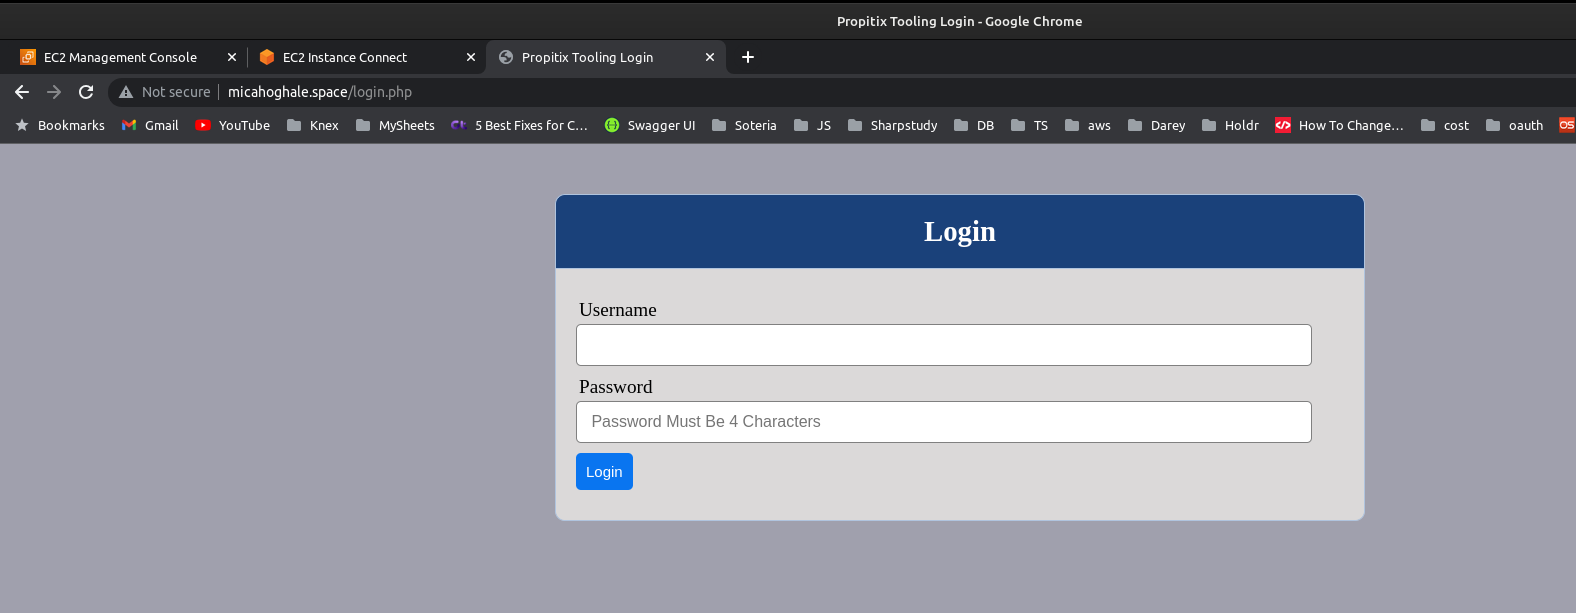 Propitix Tooling Login - Google Chrome
EC2 Management Console EC2 Instance Connect Propitix Tooling Login
Not secure micahoghale.space/login.php
Bookmarks Gmail YouTube Knex MySheets 5 Best Fixes for C… Swagger UI Soteria JS Sharpstudy DB TS aws Darey Holdr How To Change… cost oauth OS
Login
Username
Password
Password Must Be 4 Characters
Login